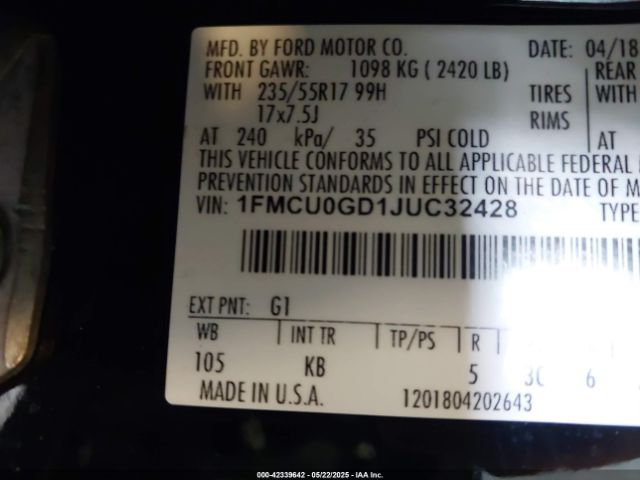 MFD. BY FORD MOTOR CO. DATE: 04/18
FRONT GAWR: 1098 KG ( 2420 LB) REAR
WITH 235/55R17 99H TIRES WITH
17x7.5J RIMS
AT 240 kPa/ 35 PSI COLD AT
THIS VEHICLE CONFORMS TO ALL APPLICABLE FEDERAL
PREVENTION STANDARDS IN EFFECT ON THE DATE OF M
VIN: 1FMCU0GD1JUC32428 TYPE
EXT PNT: G1
WB INT TR TP/PS R
105 KB 5 3C 6
MADE IN U.S.A. 1201804202643
000-42339642 - 05/22/2025 - IAA Inc.